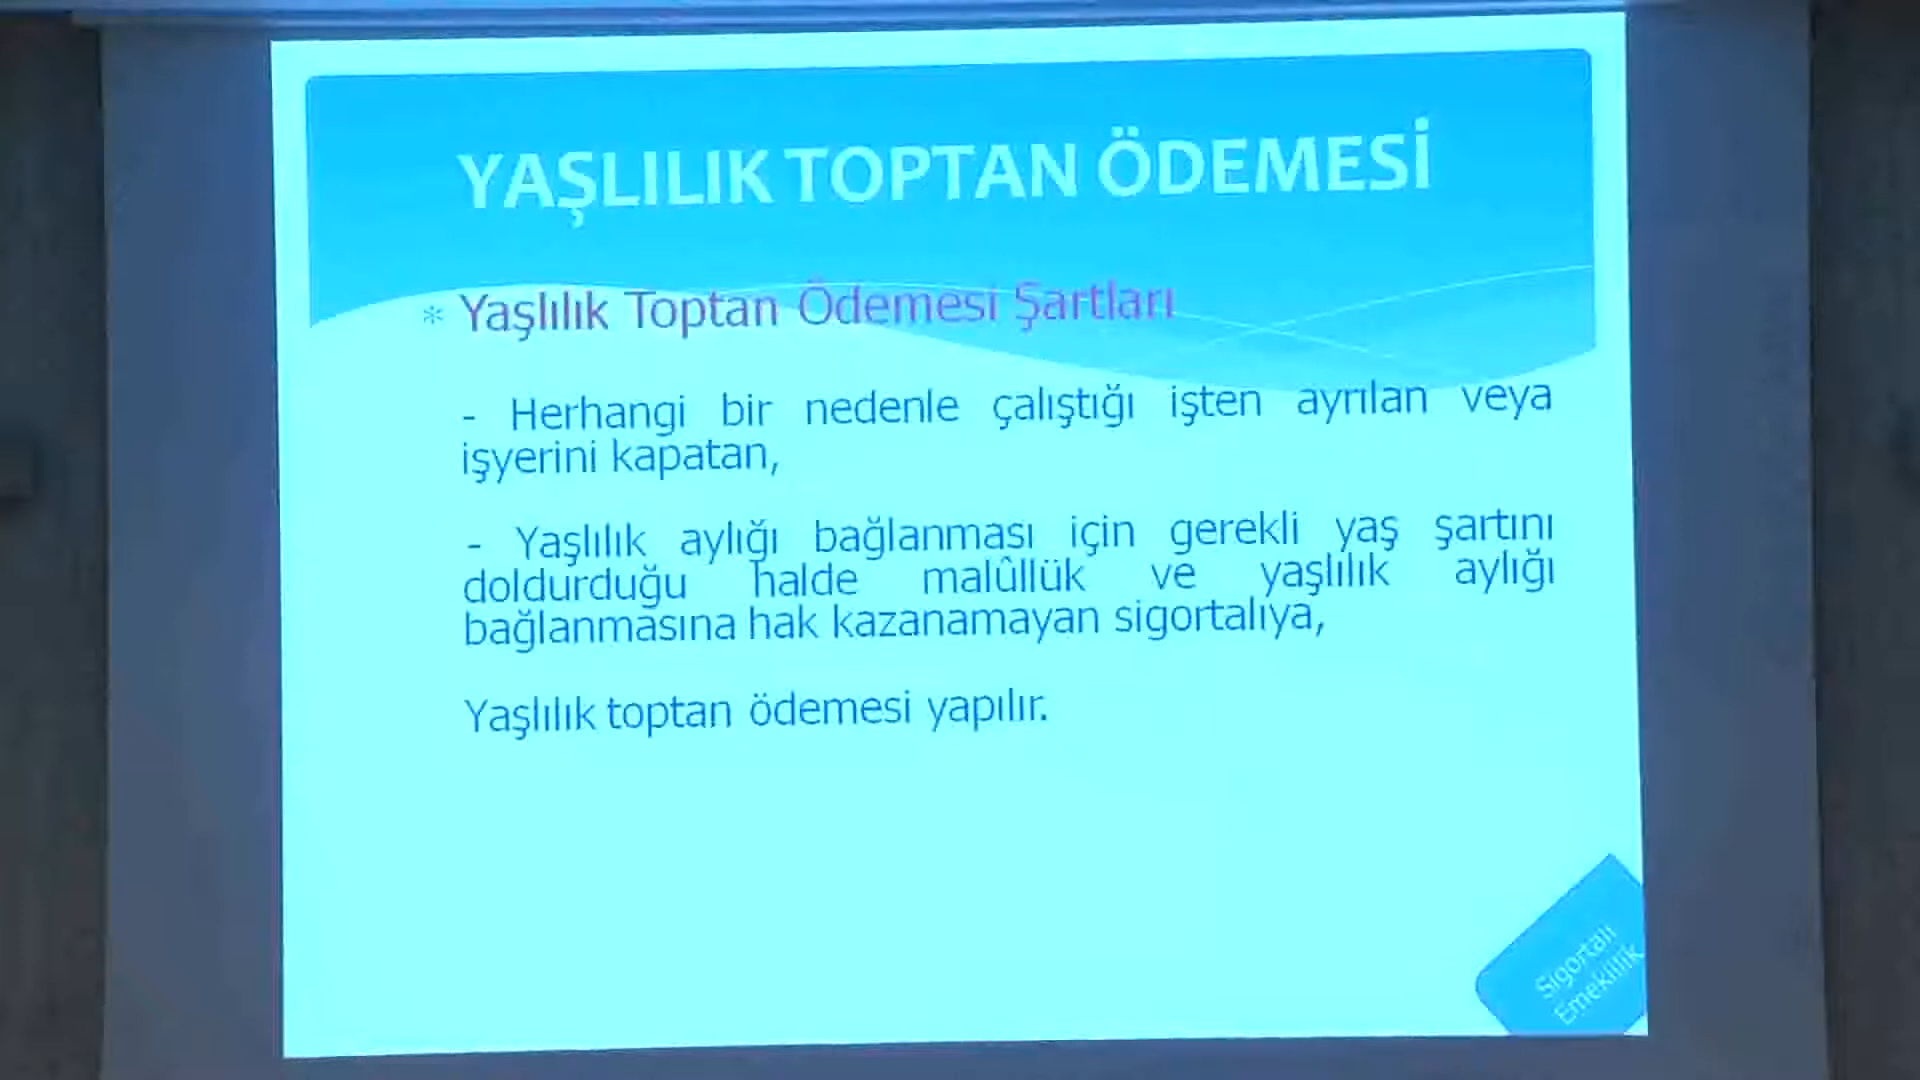 YAŞLILIK TOPTAN ÖDEMESİ
* Yaşlılık Toptan Ödemesi Şartları
- Herhangi bir nedenle çalıştığı işten ayrılan veya
işyerini kapatan,
- Yaşlılık aylığı bağlanması için gerekli yaş şartını
doldurduğu halde malûllük ve yaşlılık aylığı
bağlanmasına hak kazanamayan sigortalıya,
Yaşlılık toptan ödemesi yapılır.
Sigortalı
Emeklilik